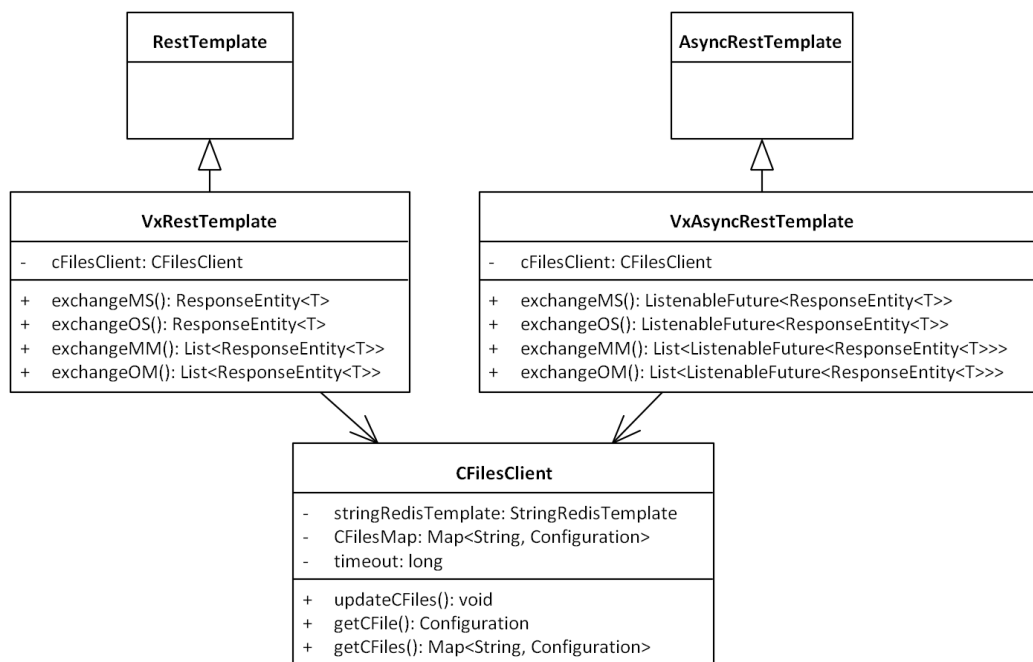 RestTemplate
AsyncRestTemplate
VxRestTemplate
- cFilesClient: CFilesClient
+ exchangeMS(): ResponseEntity<T>
+ exchangeOS(): ResponseEntity<T>
+ exchangeMM(): List<ResponseEntity<T>>
+ exchangeOM(): List<ResponseEntity<T>>
VxAsyncRestTemplate
- cFilesClient: CFilesClient
+ exchangeMS(): ListenableFuture<ResponseEntity<T>>
+ exchangeOS(): ListenableFuture<ResponseEntity<T>>
+ exchangeMM(): List<ListenableFuture<ResponseEntity<T>>>
+ exchangeOM(): List<ListenableFuture<ResponseEntity<T>>>
CFilesClient
- stringRedisTemplate: StringRedisTemplate
- CFilesMap: Map<String, Configuration>
- timeout: long
+ updateCFiles(): void
+ getCFile(): Configuration
+ getCFiles(): Map<String, Configuration>